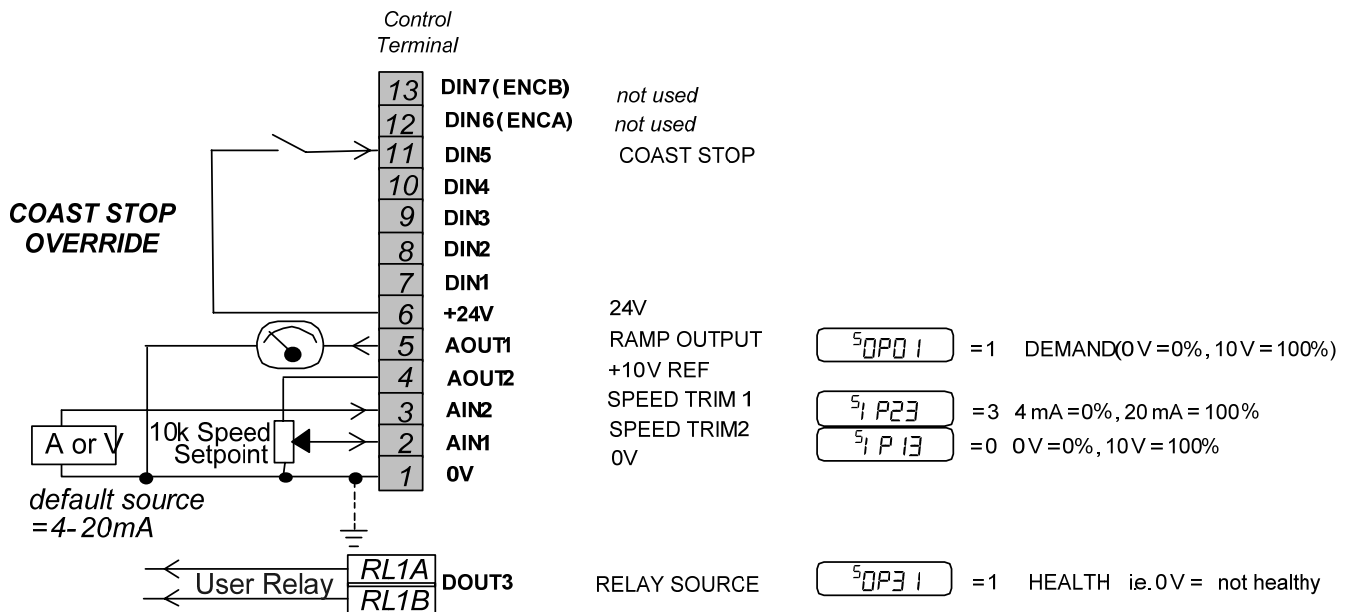 Control
Terminal
13 DIN7(ENCB) not used
12 DIN6(ENCA) not used
11 DIN5 COAST STOP
10 DIN4
COAST STOP
OVERRIDE
9 DIN3
8 DIN2
7 DIN1
6 +24V 24V
5 AOUT1 RAMP OUTPUT SOP01 =1 DEMAND(0V=0%, 10V=100%)
4 AOUT2 +10V REF
3 AIN2 SPEED TRIM 1 SIP23 =3 4mA=0%, 20mA=100%
A or V
10k Speed
Setpoint
2 AIN1 SPEED TRIM2 SIP13 =0 0V=0%, 10V=100%
1 0V 0V
default source
=4-20mA
User Relay
RL1A
RL1B
DOUT3 RELAY SOURCE SOP31 =1 HEALTH i.e. 0V= not healthy